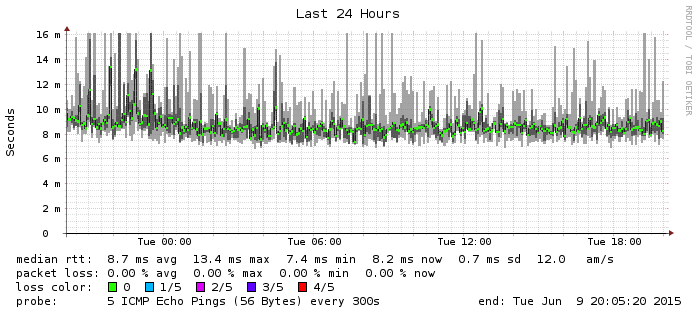 Last 24 Hours
RRDTOOL / TOBI OETIKER
Seconds
16 m
14 m
12 m
10 m
8 m
6 m
4 m
2 m
0
Tue 00:00 Tue 06:00 Tue 12:00 Tue 18:00
median rtt: 8.7 ms avg 13.4 ms max 7.4 ms min 8.2 ms now 0.7 ms sd 12.0 am/s
packet loss: 0.00 % avg 0.00 % max 0.00 % min 0.00 % now
loss color: 0 1/5 2/5 3/5 4/5
probe: 5 ICMP Echo Pings (56 Bytes) every 300s end: Tue Jun 9 20:05:20 2015